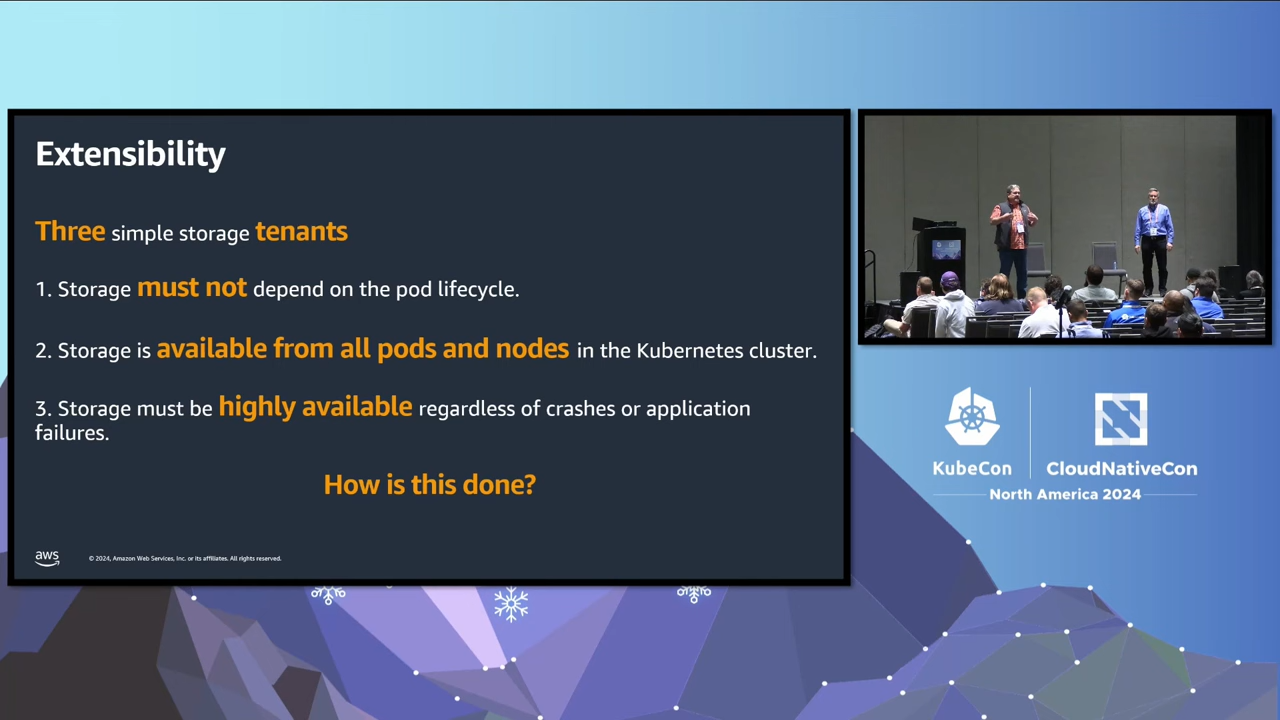 Extensibility
Three simple storage tenants
1. Storage must not depend on the pod lifecycle.
2. Storage is available from all pods and nodes in the Kubernetes cluster.
3. Storage must be highly available regardless of crashes or application
failures.
How is this done?
aws
© 2024, Amazon Web Services, Inc. or its affiliates. All rights reserved.
KubeCon
CloudNativeCon
North America 2024